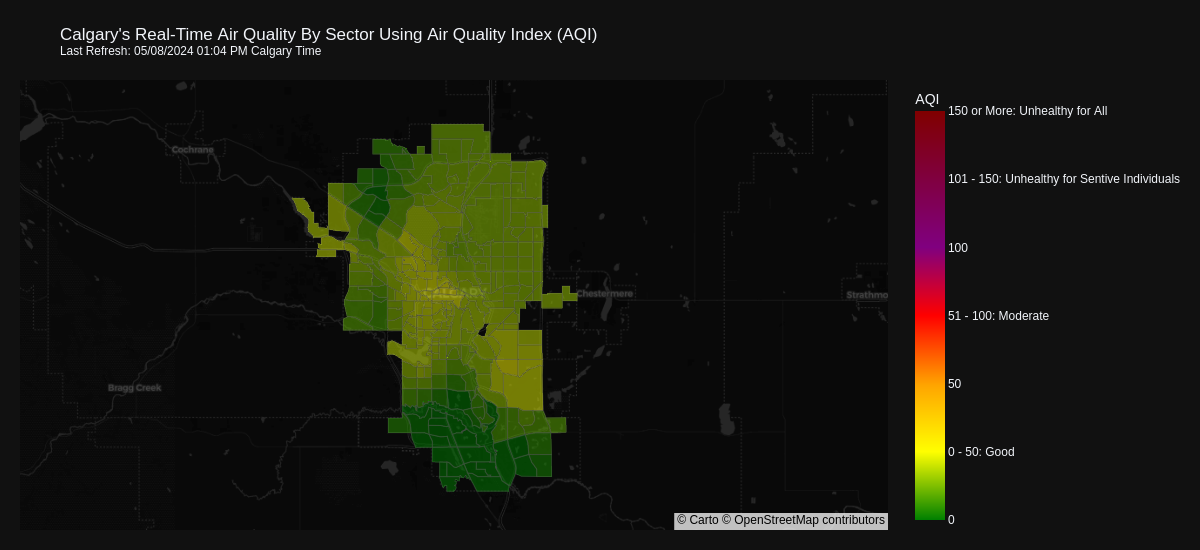 Calgary's Real-Time Air Quality By Sector Using Air Quality Index (AQI)
Last Refresh: 05/08/2024 01:04 PM Calgary Time
AQI
150 or More: Unhealthy for All
Cochrane
101 - 150: Unhealthy for Sentive Individuals
100
CALGARY
Chestermere
Strathmo
51 - 100: Moderate
Bragg Creek
50
0 - 50: Good
© Carto © OpenStreetMap contributors
0